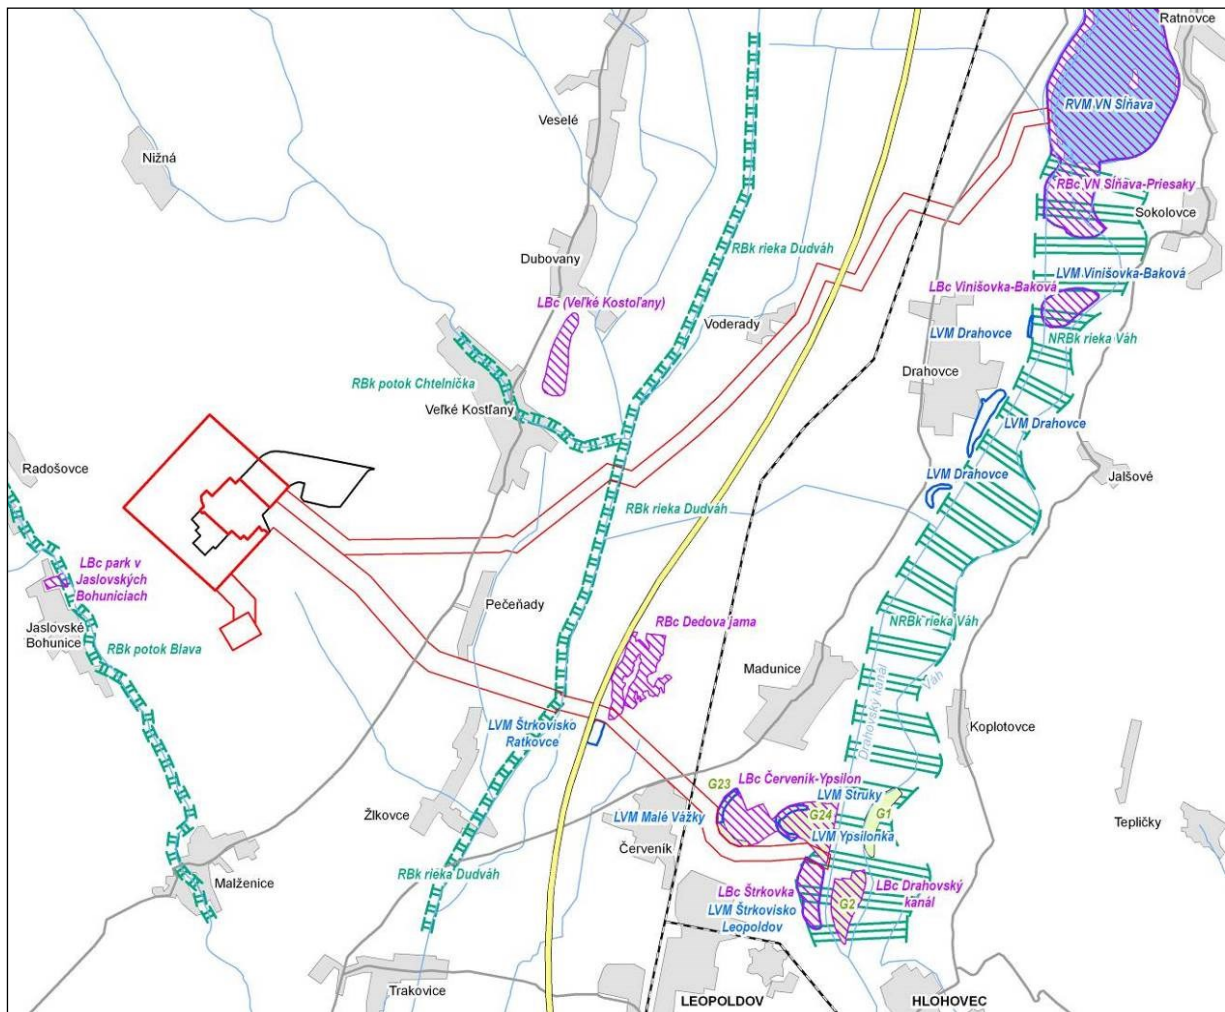 Ratnovce
RVM VN Sĺňava
Veselé
Nižná
RBc VN Sĺňava-Priesaky
Sokolovce
RBk rieka Dudváh
Dubovany
LVM Vinišovka-Baková
LBc Vinišovka-Baková
LBc (Veľké Kostoľany)
Voderady
LVM Drahovce
NRBk rieka Váh
Drahovce
RBk potok Chtelnička
Veľké Kostľany
LVM Drahovce
Radošovce
LVM Drahovce
Jalšové
RBk rieka Dudváh
LBc park v
Jaslovských
Bohuniciach
Pečeňady
Jaslovské
Bohunice
RBk potok Blava
RBc Dedova jama
NRBk rieka Váh
Madunice
Drahovský kanál
Váh
LVM Štrkovisko
Ratkovce
Koplotovce
LBc Červenik-Ypsilon
G23
LVM Struky
G24
G1
Žlkovce
LVM Malé Vážky
LVM Ypsilonka
Tepličky
Červeník
RBk rieka Dudváh
Malženice
LBc Štrkovka
LBc Drahovský
kanál
G2
LVM Štrkovisko
Leopoldov
Trakovice
LEOPOLDOV
HLOHOVEC